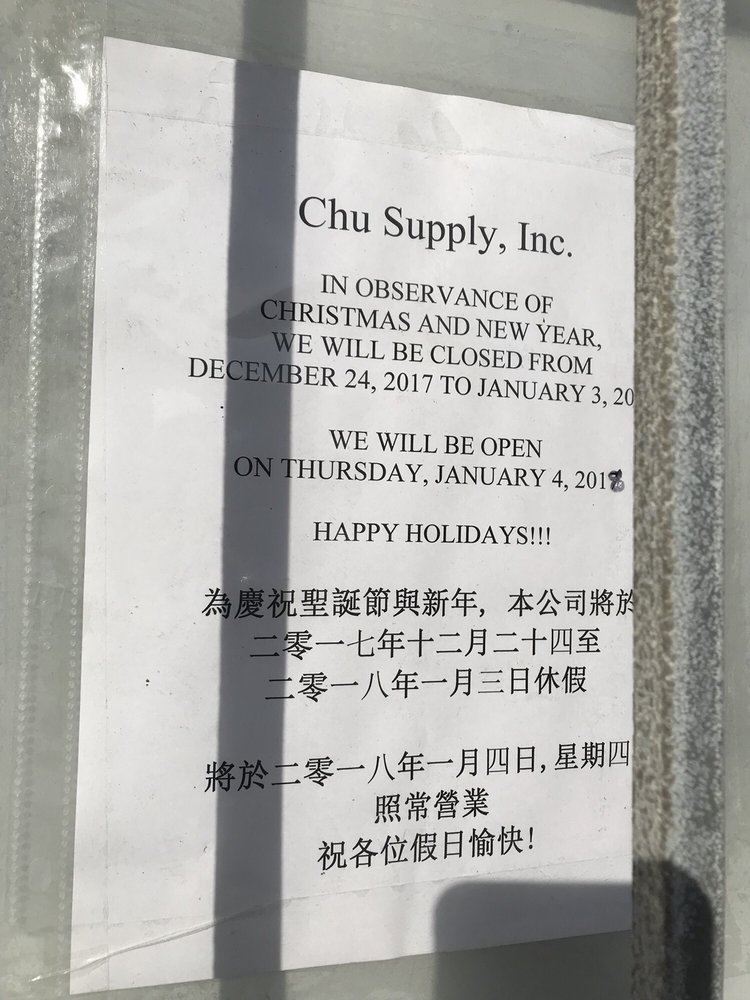 Chu Supply, Inc.
IN OBSERVANCE OF
CHRISTMAS AND NEW YEAR,
WE WILL BE CLOSED FROM
DECEMBER 24, 2017 TO JANUARY 3, 20
WE WILL BE OPEN
ON THURSDAY, JANUARY 4, 2018
HAPPY HOLIDAYS!!!
為慶祝聖誕節與新年, 本公司將於
二零一七年十二月二十四至
二零一八年一月三日休假
將於二零一八年一月四日, 星期四
照常營業
祝各位假日愉快!